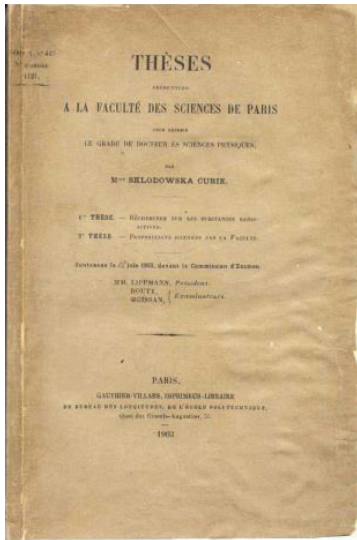 THÈSES
PRÉSENTÉES
A LA FACULTÉ DES SCIENCES DE PARIS
POUR OBTENIR
LE GRADE DE DOCTEUR ÈS SCIENCES PHYSIQUES,
PAR
Mme SKLODOWSKA CURIE.
1re THÈSE. — RECHERCHES SUR LES SUBSTANCES RADIO-
ACTIVES.
2e THÈSE. — PROPOSITIONS DONNÉES PAR LA FACULTÉ.
Soutenues le juin 1903, devant la Commission d'Examen.
MM. LIPPMANN, Président.
BOUTY,
MOISSAN, Examinateurs.
PARIS,
GAUTHIER-VILLARS, IMPRIMEUR-LIBRAIRE
DU BUREAU DES LONGITUDES, DE L'ÉCOLE POLYTECHNIQUE,
Quai des Grands-Augustins,
1903